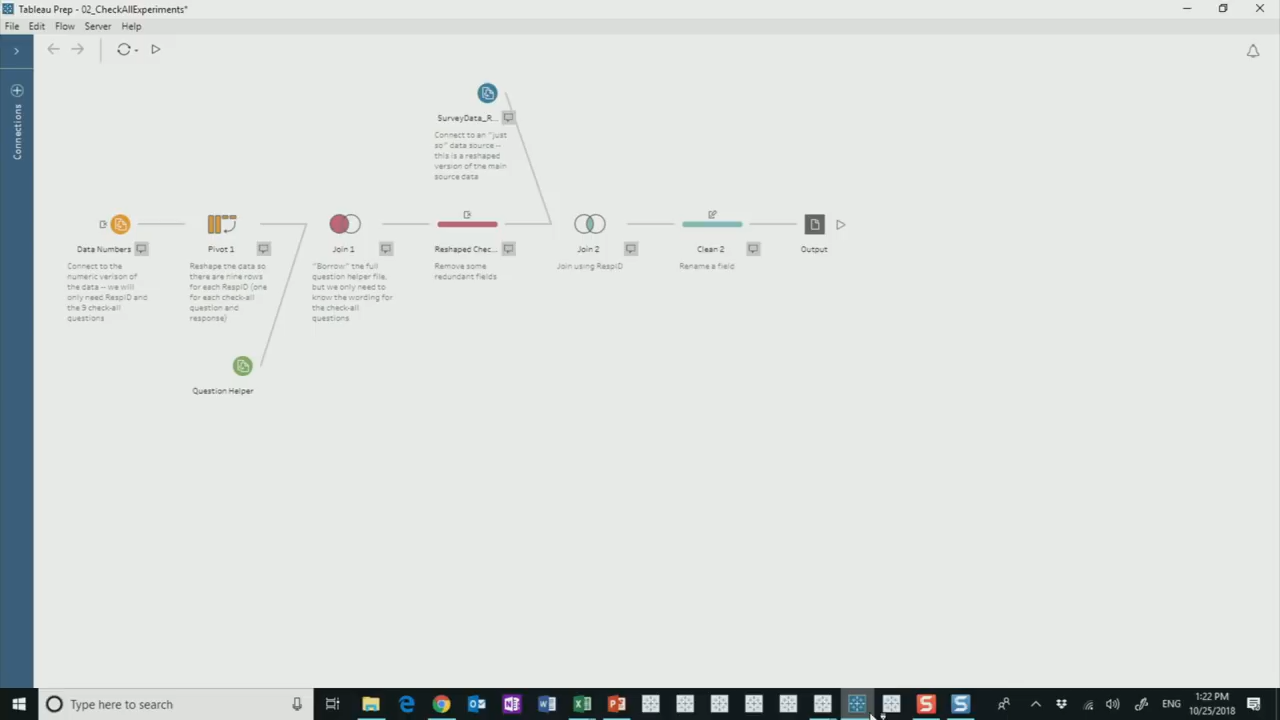 Tableau Prep - 02_CheckAllExperiments*
File Edit Flow Server Help
Connections
SurveyData_R...
Connect to an "just
so" data source --
this is a reshaped
version of the main
source data
Data Numbers
Connect to the
numeric verison of
the data -- we will
only need RespID and
the 9 check-all
questions
Pivot 1
Reshape the data so
there are nine rows
for each RespID (one
for each check-all
question and
response)
Join 1
"Borrow" the full
question helper file,
but we only need to
know the wording for
the check-all
questions
Reshaped Chec...
Remove some
redundant fields
Join 2
Join using RespID
Clean 2
Rename a field
Output
Question Helper
Type here to search
ENG
1:22 PM
10/25/2018